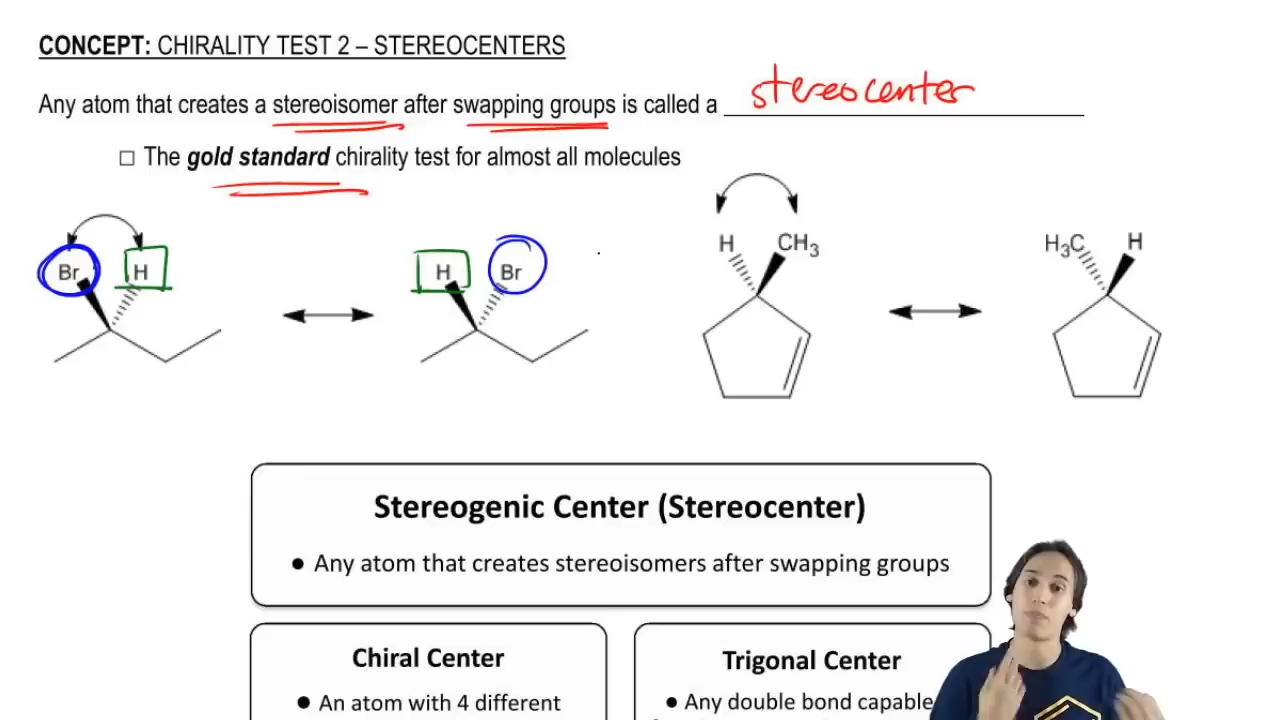 CONCEPT: CHIRALITY TEST 2 – STEREOCENTERS
Any atom that creates a stereoisomer after swapping groups is called a stereocenter
□ The gold standard chirality test for almost all molecules
Br H
H Br
H CH3
H3C H
Stereogenic Center (Stereocenter)
● Any atom that creates stereoisomers after swapping groups
Chiral Center
● An atom with 4 different
Trigonal Center
● Any double bond capable